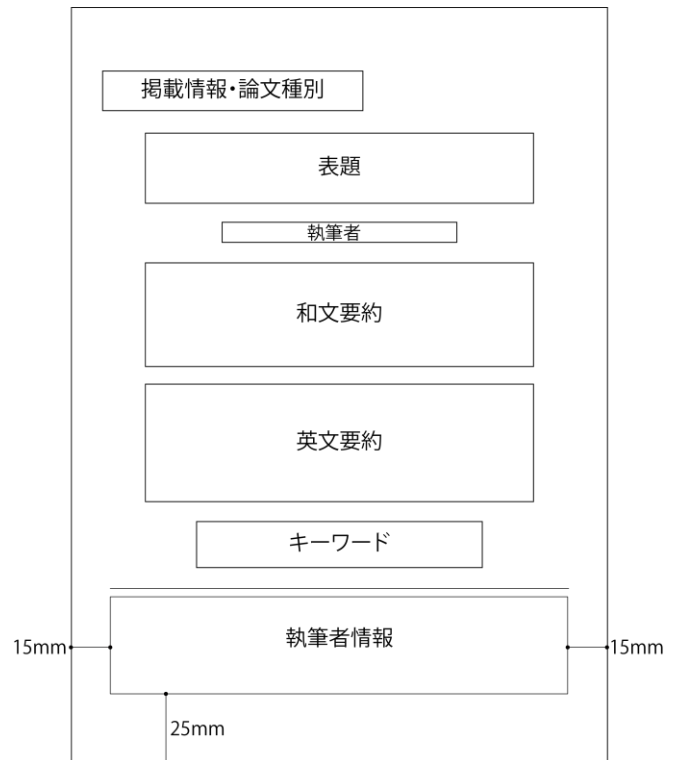 掲載情報・論文種別
表題
執筆者
和文要約
英文要約
キーワード
執筆者情報
15mm
15mm
25mm